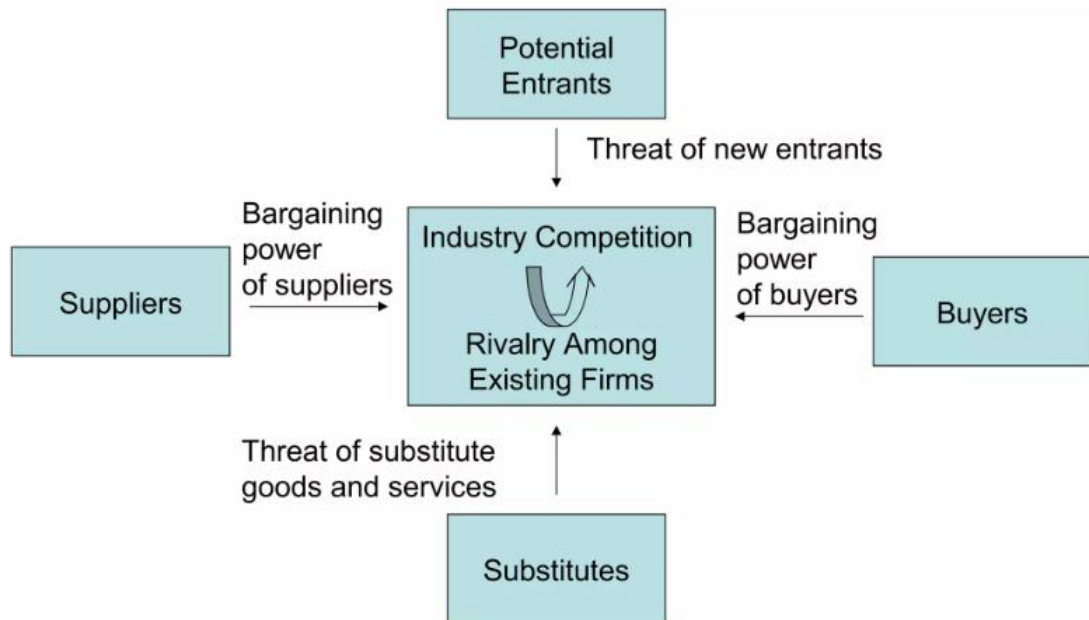 Potential
Entrants
Threat of new entrants
Bargaining
power
of suppliers
Suppliers
Industry Competition
Rivalry Among
Existing Firms
Bargaining
power
of buyers
Buyers
Threat of substitute
goods and services
Substitutes